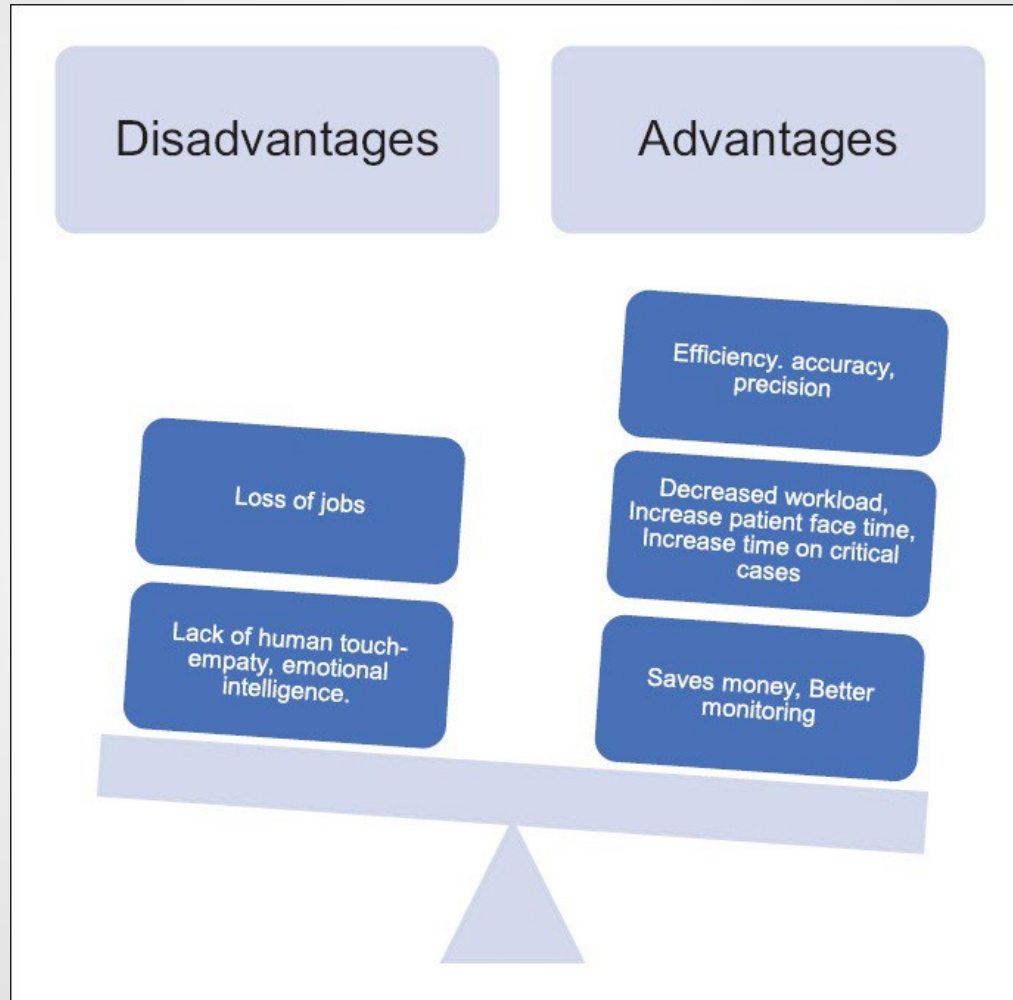 Disadvantages
Advantages
Loss of jobs
Lack of human touch-
empaty, emotional
intelligence.
Efficiency. accuracy,
precision
Decreased workload,
Increase patient face time,
Increase time on critical
cases
Saves money, Better
monitoring